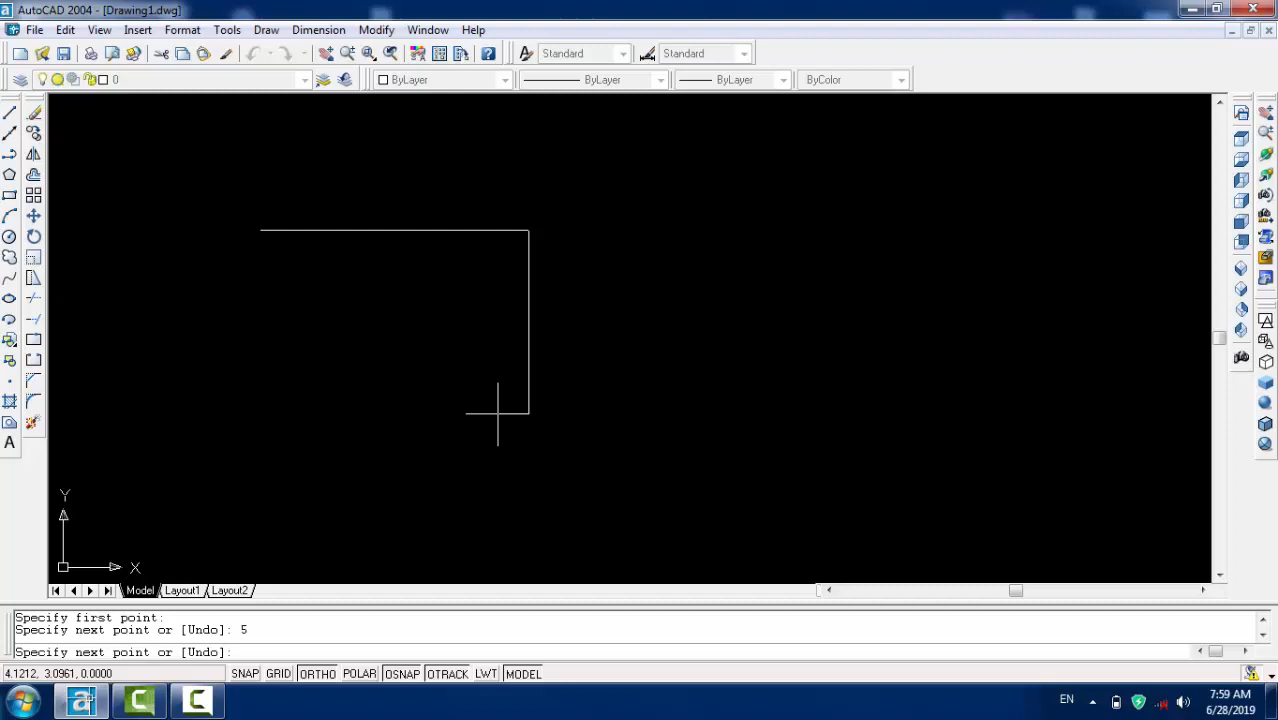 AutoCAD 2004 - [Drawing1.dwg]
File Edit View Insert Format Tools Draw Dimension Modify Window Help
Standard Standard
0 ByLayer ByLayer ByLayer ByColor
A
Y
X
Model Layout1 Layout2
Specify first point:
Specify next point or [Undo]: 5
Specify next point or [Undo]:
4.1212, 3.0961, 0.0000 SNAP GRID ORTHO POLAR OSNAP OTRACK LWT MODEL
EN 7:59 AM
6/28/2019